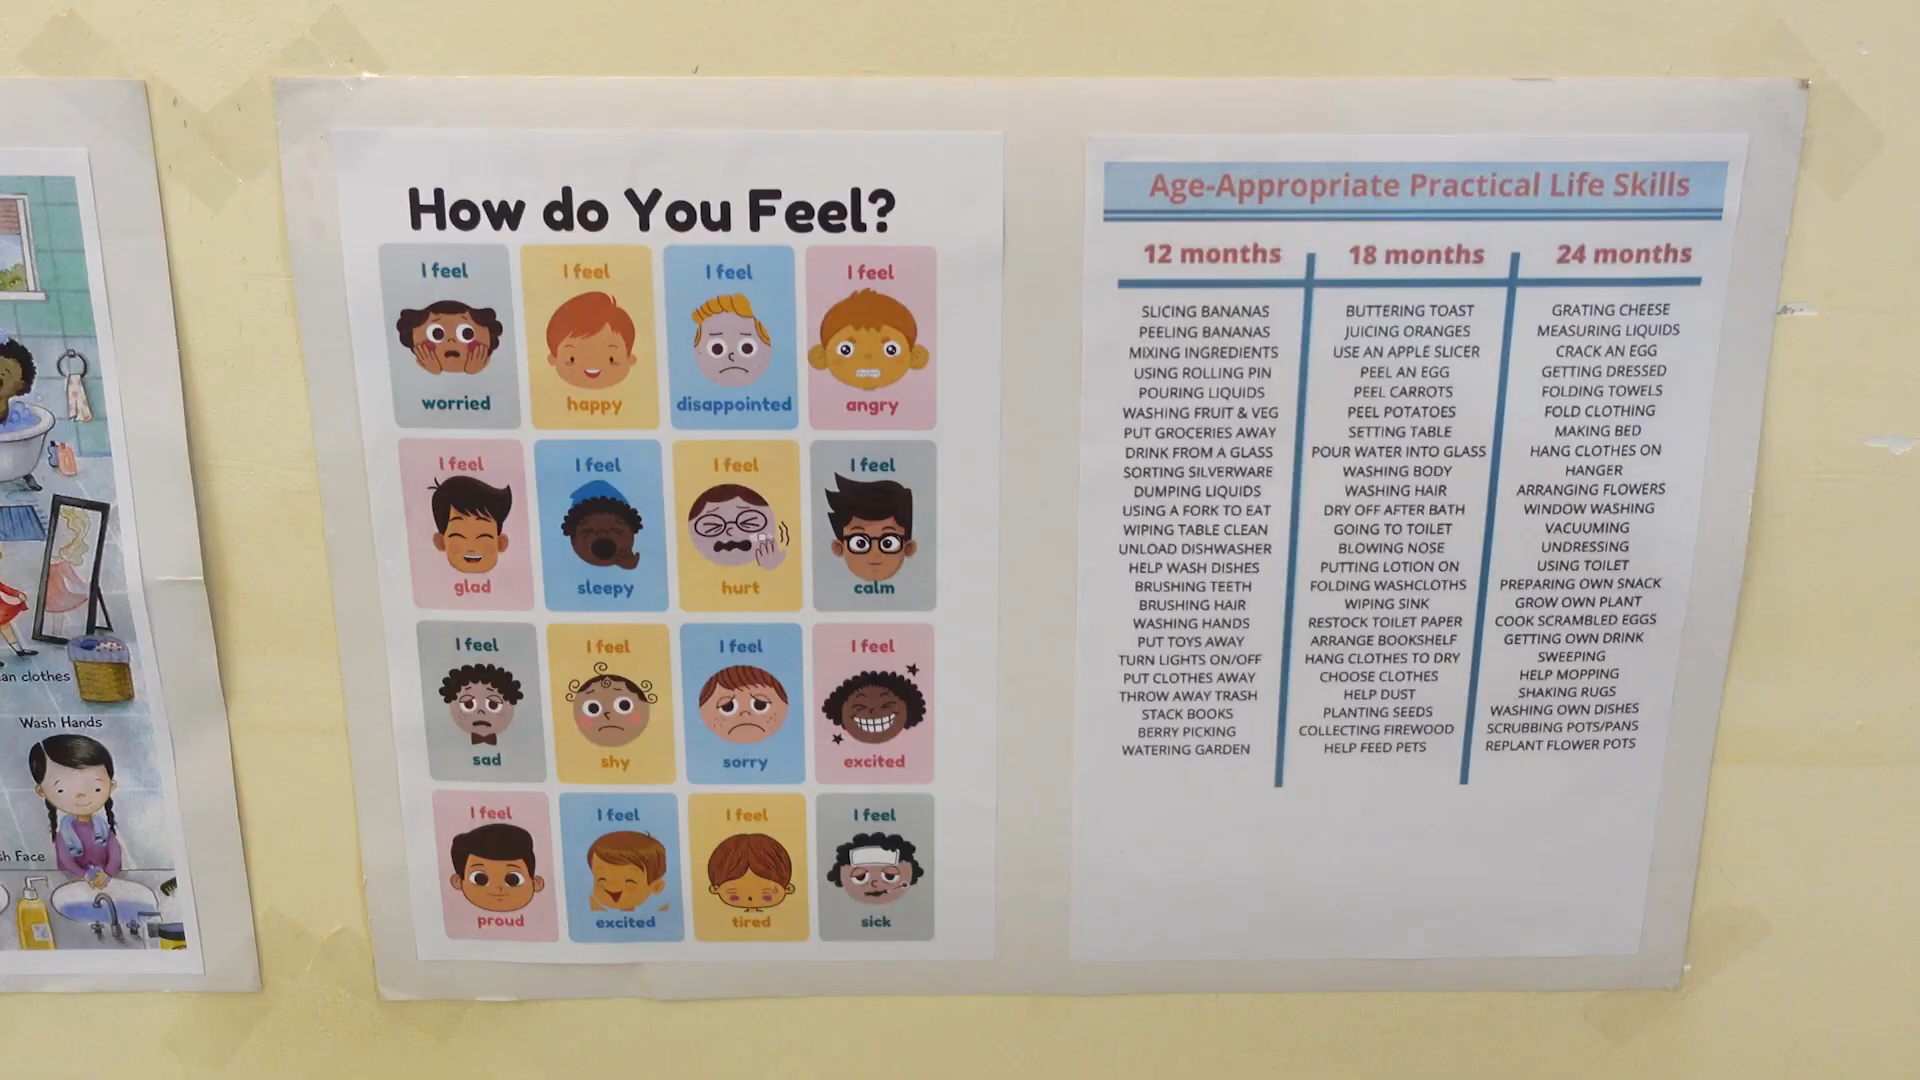 an clothes
Wash Hands
sh Face
How do You Feel?
I feel
worried
I feel
happy
I feel
disappointed
I feel
angry
I feel
glad
I feel
sleepy
I feel
hurt
I feel
calm
I feel
sad
I feel
shy
I feel
sorry
I feel
excited
I feel
proud
I feel
excited
I feel
tired
I feel
sick
Age-Appropriate Practical Life Skills
12 months
SLICING BANANAS
PEELING BANANAS
MIXING INGREDIENTS
USING ROLLING PIN
POURING LIQUIDS
WASHING FRUIT & VEG
PUT GROCERIES AWAY
DRINK FROM A GLASS
SORTING SILVERWARE
DUMPING LIQUIDS
USING A FORK TO EAT
WIPING TABLE CLEAN
UNLOAD DISHWASHER
HELP WASH DISHES
BRUSHING TEETH
BRUSHING HAIR
WASHING HANDS
PUT TOYS AWAY
TURN LIGHTS ON/OFF
PUT CLOTHES AWAY
THROW AWAY TRASH
STACK BOOKS
BERRY PICKING
WATERING GARDEN
18 months
BUTTERING TOAST
JUICING ORANGES
USE AN APPLE SLICER
PEEL AN EGG
PEEL CARROTS
PEEL POTATOES
SETTING TABLE
POUR WATER INTO GLASS
WASHING BODY
WASHING HAIR
DRY OFF AFTER BATH
GOING TO TOILET
BLOWING NOSE
PUTTING LOTION ON
FOLDING WASHCLOTHS
WIPING SINK
RESTOCK TOILET PAPER
ARRANGE BOOKSHELF
HANG CLOTHES TO DRY
CHOOSE CLOTHES
HELP DUST
PLANTING SEEDS
COLLECTING FIREWOOD
HELP FEED PETS
24 months
GRATING CHEESE
MEASURING LIQUIDS
CRACK AN EGG
GETTING DRESSED
FOLDING TOWELS
FOLD CLOTHING
MAKING BED
HANG CLOTHES ON
HANGER
ARRANGING FLOWERS
WINDOW WASHING
VACUUMING
UNDRESSING
USING TOILET
PREPARING OWN SNACK
GROW OWN PLANT
COOK SCRAMBLED EGGS
GETTING OWN DRINK
SWEEPING
HELP MOPPING
SHAKING RUGS
WASHING OWN DISHES
SCRUBBING POTS/PANS
REPLANT FLOWER POTS